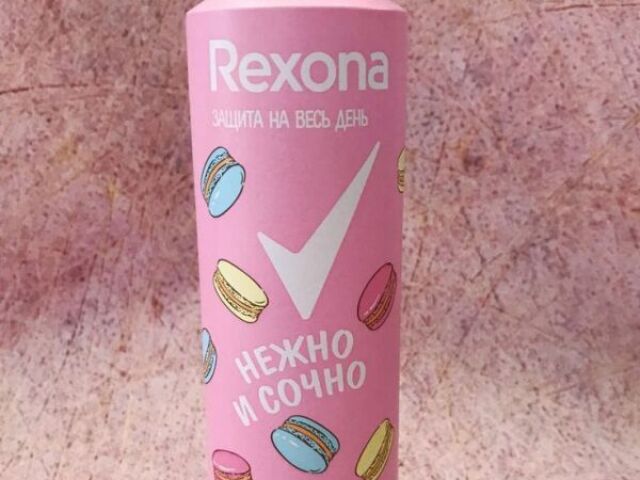 Rexona
ЗАЩИТА НА ВЕСЬ ДЕНЬ
НЕЖНО
И СОЧНО